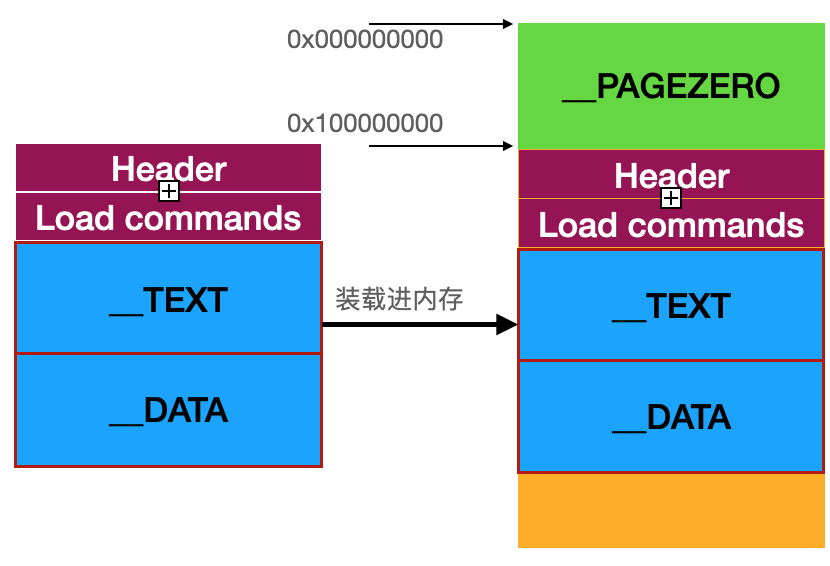 0x000000000
__PAGEZERO
0x100000000
Header
Load commands
__TEXT
__DATA
装载进内存
Header
Load commands
__TEXT
__DATA